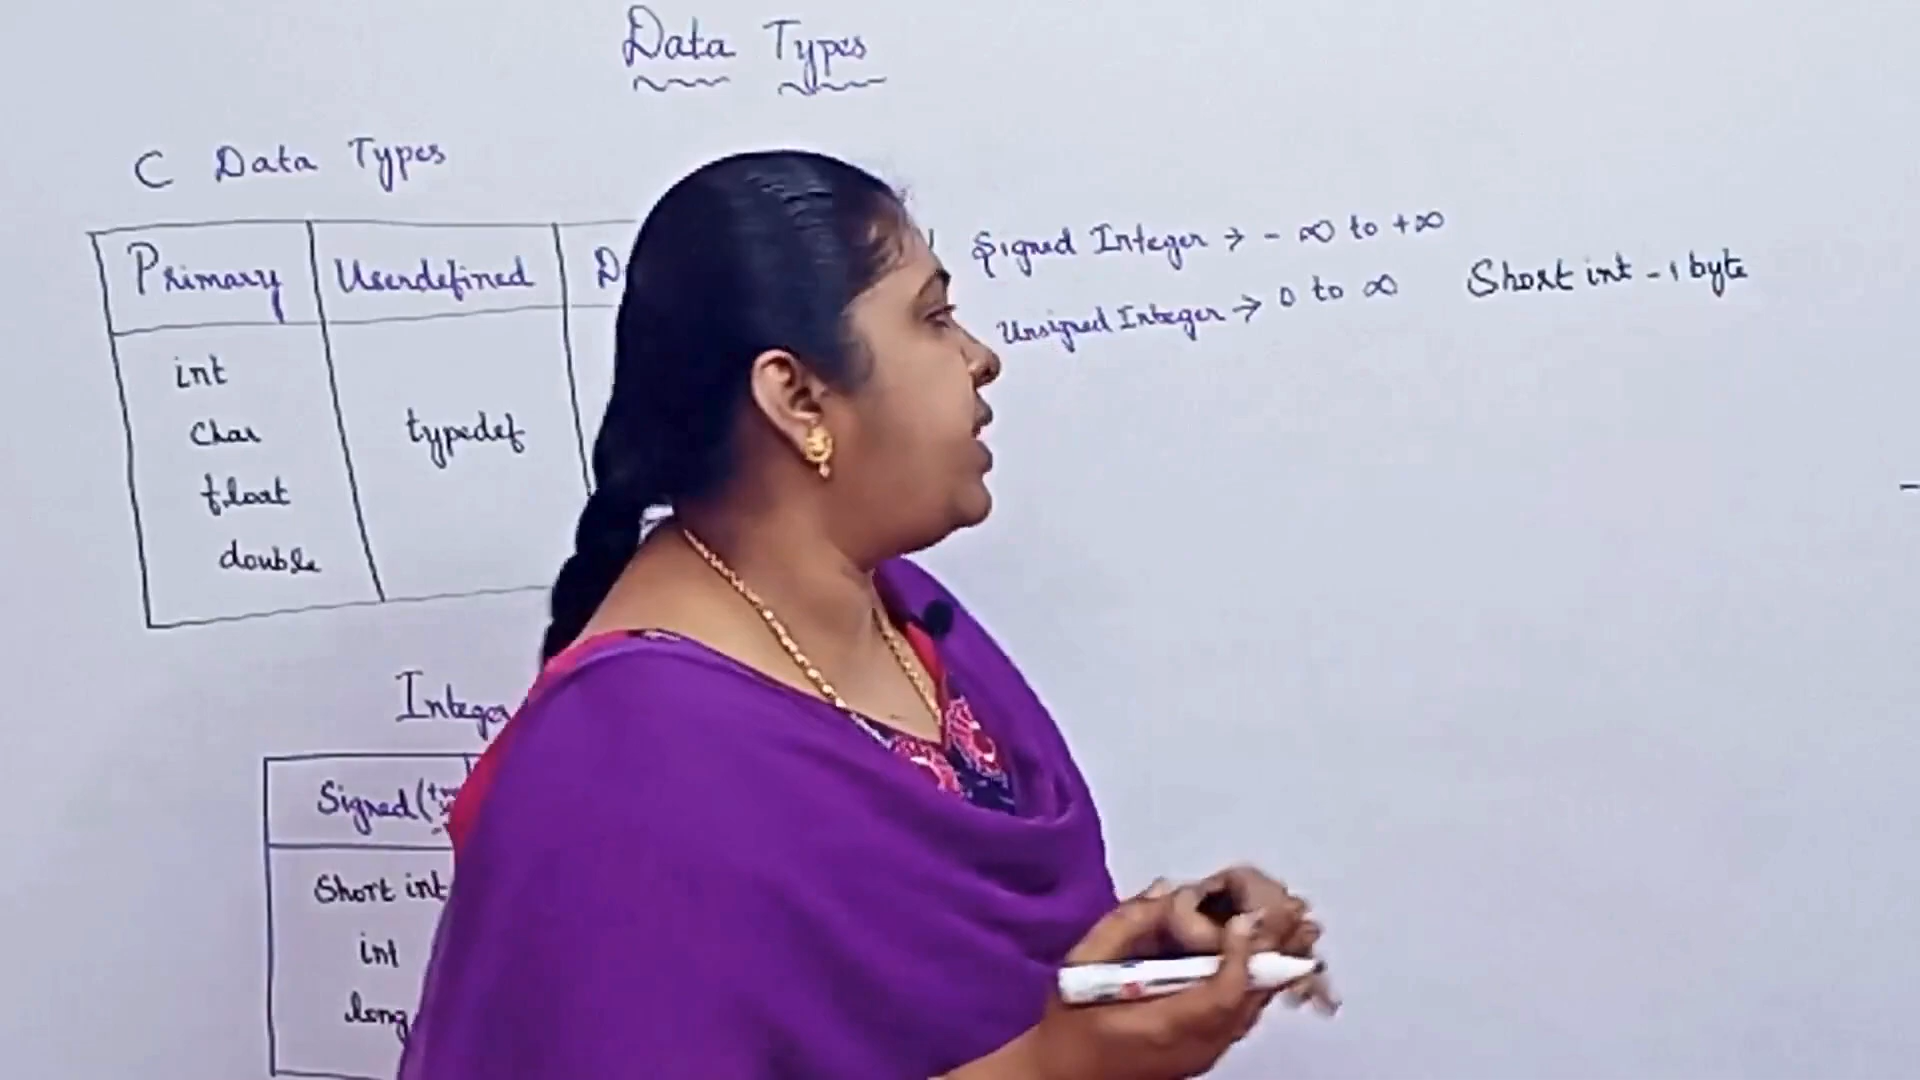 Data Types
C Data Types
Primary Userdefined
int
char
float
double
typedef
Signed Integer → - ∞ to +∞
Unsigned Integer → 0 to ∞
Short int - 1 byte
Integer
Signed(
Short int
int
long